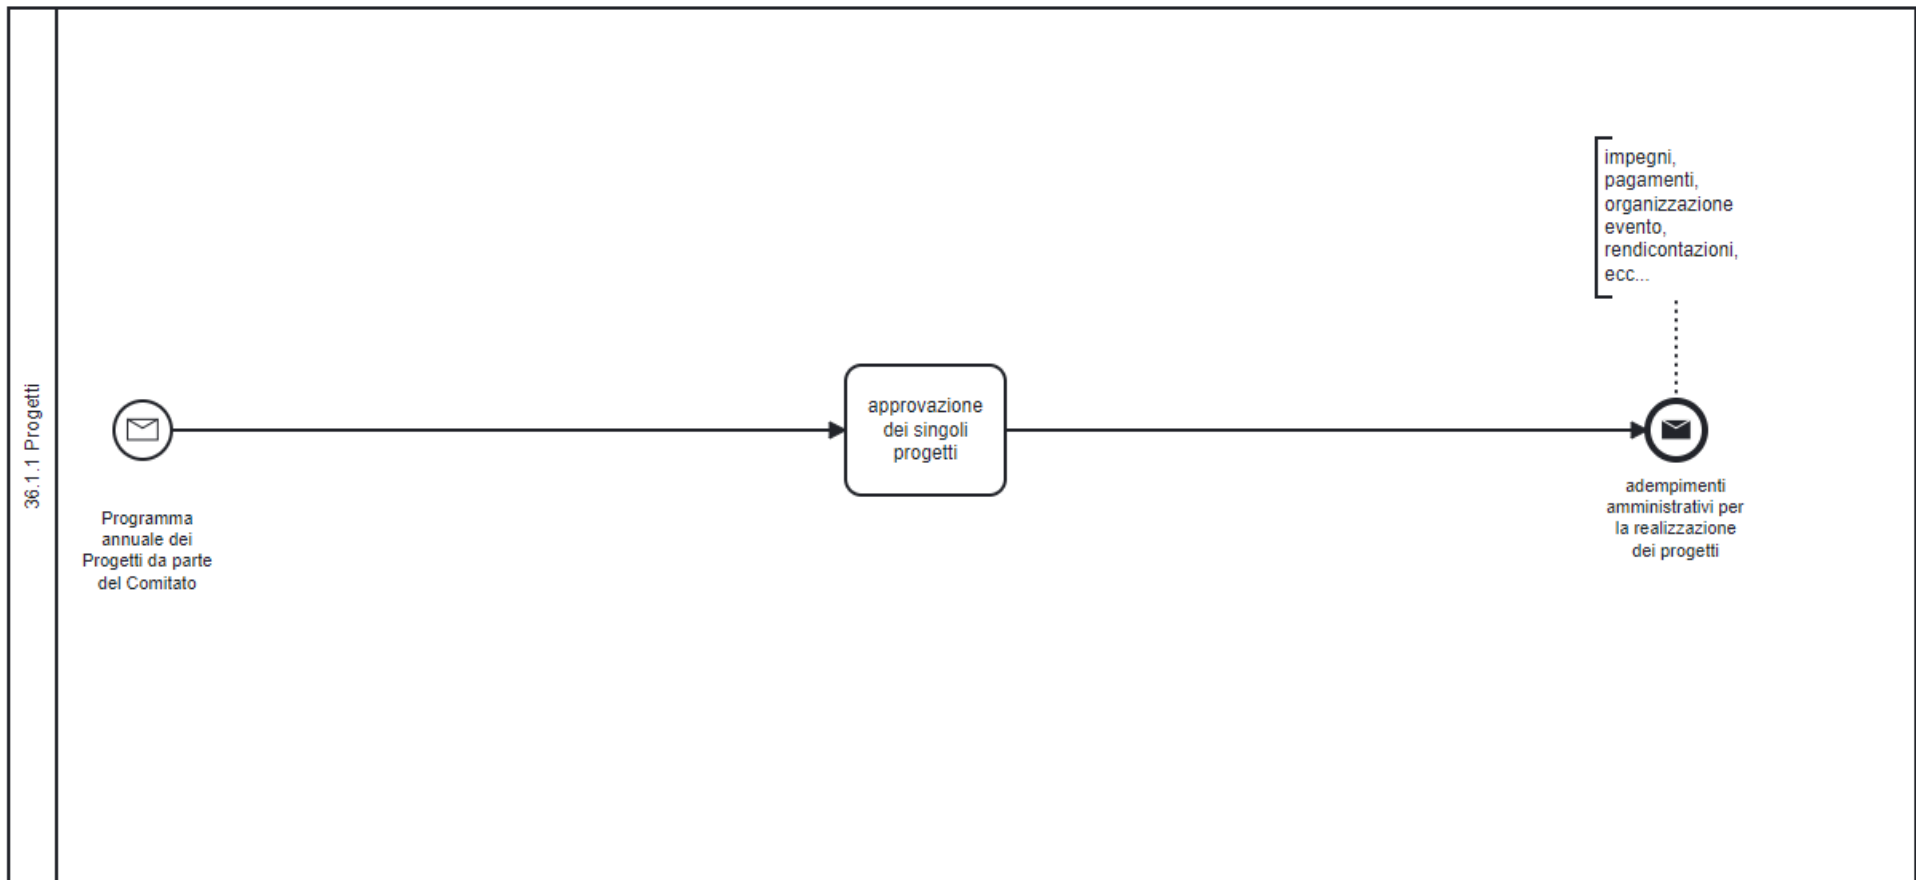 36.1.1 Progetti
Programma
annuale dei
Progetti da parte
del Comitato
approvazione
dei singoli
progetti
impegni,
pagamenti,
organizzazione
evento,
rendicontazioni,
ecc...
adempimenti
amministrativi per
la realizzazione
dei progetti